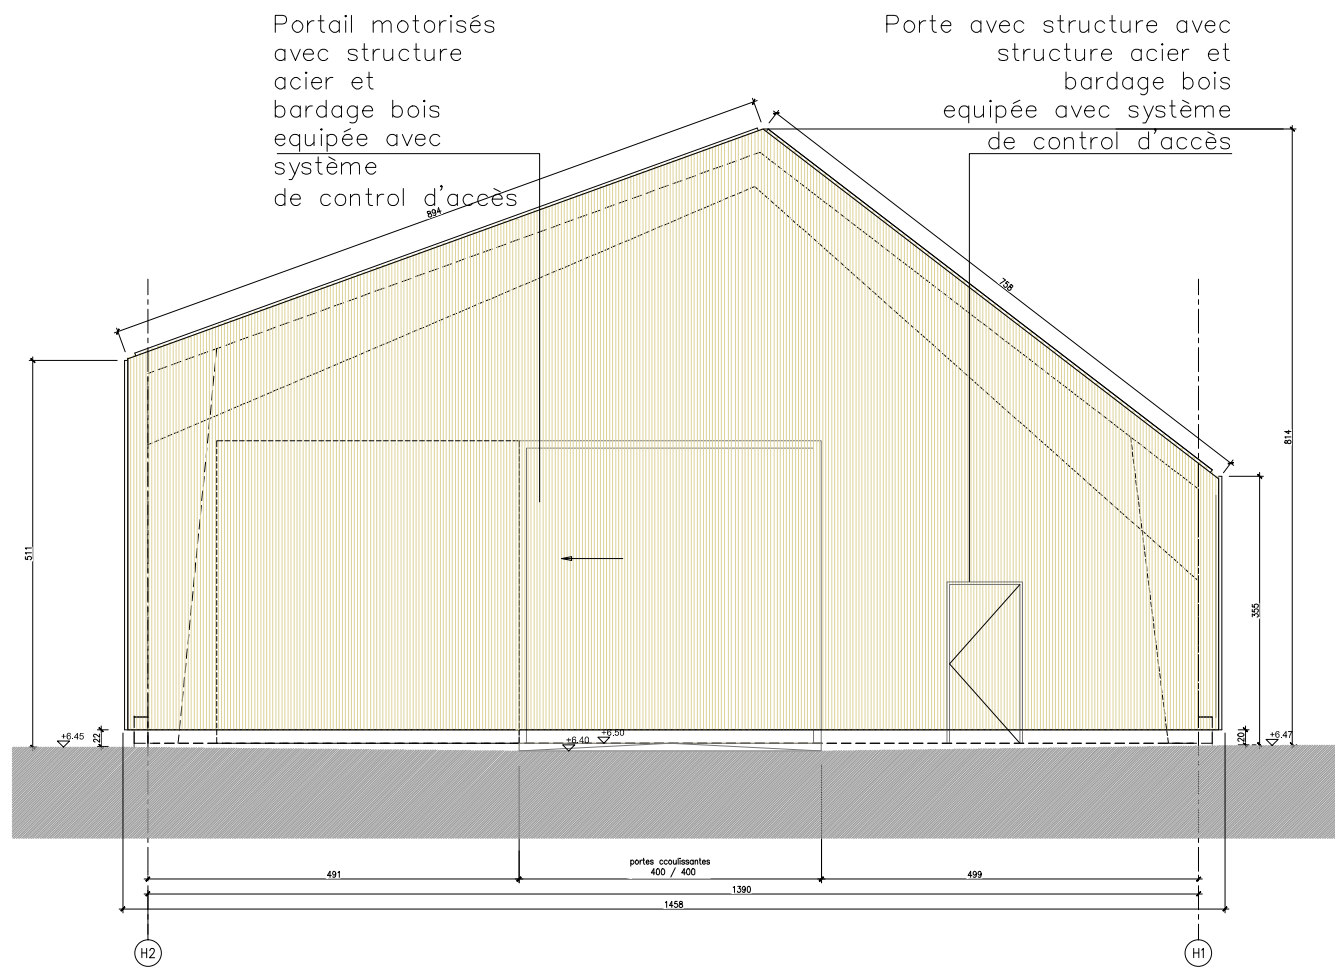 Portail motorisés
avec structure
acier et
bardage bois
equipée avec
système
de control d'accès
Porte avec structure avec
structure acier et
bardage bois
equipée avec système
de control d'accès
894
758
814
511
355
+6.45
22
+6.40
+6.50
20
+6.47
portes ccoulissantes
491
400 / 400
499
1390
1458
H2
H1